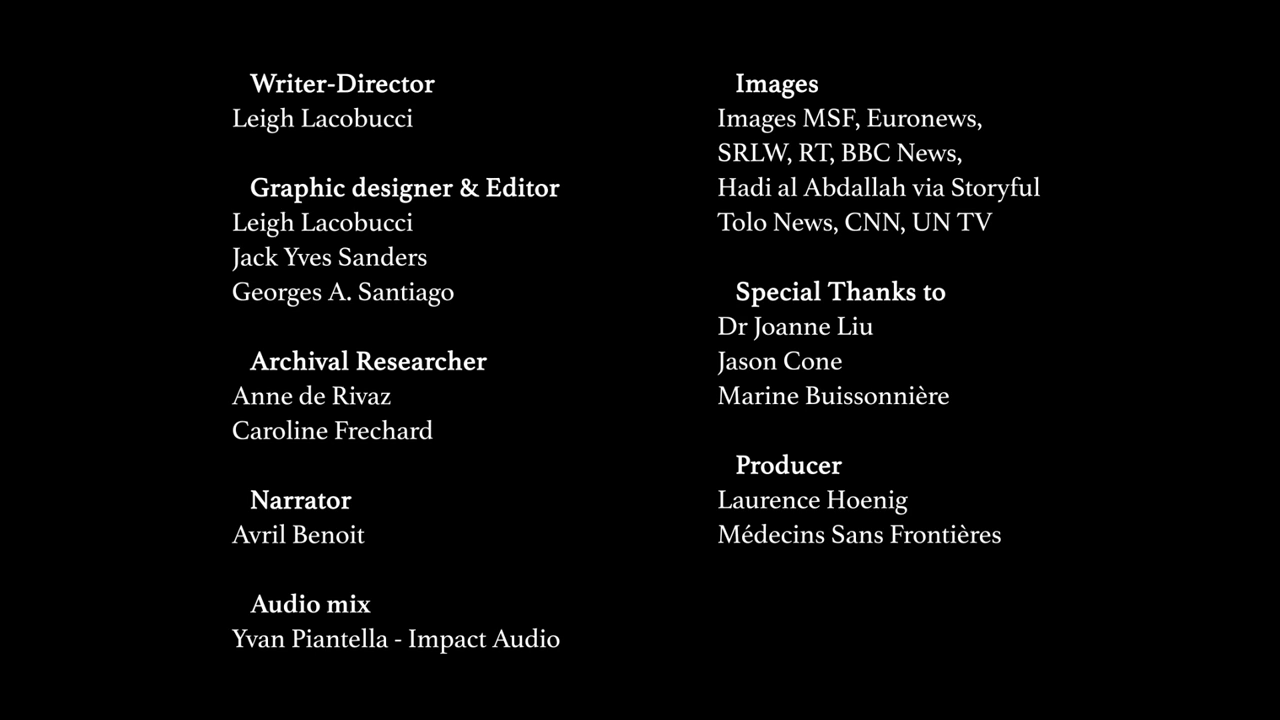 Writer-Director
Leigh Lacobucci
Graphic designer & Editor
Leigh Lacobucci
Jack Yves Sanders
Georges A. Santiago
Archival Researcher
Anne de Rivaz
Caroline Frechard
Narrator
Avril Benoit
Audio mix
Yvan Piantella - Impact Audio
Images
Images MSF, Euronews,
SRLW, RT, BBC News,
Hadi al Abdallah via Storyful
Tolo News, CNN, UN TV
Special Thanks to
Dr Joanne Liu
Jason Cone
Marine Buissonnière
Producer
Laurence Hoenig
Médecins Sans Frontières